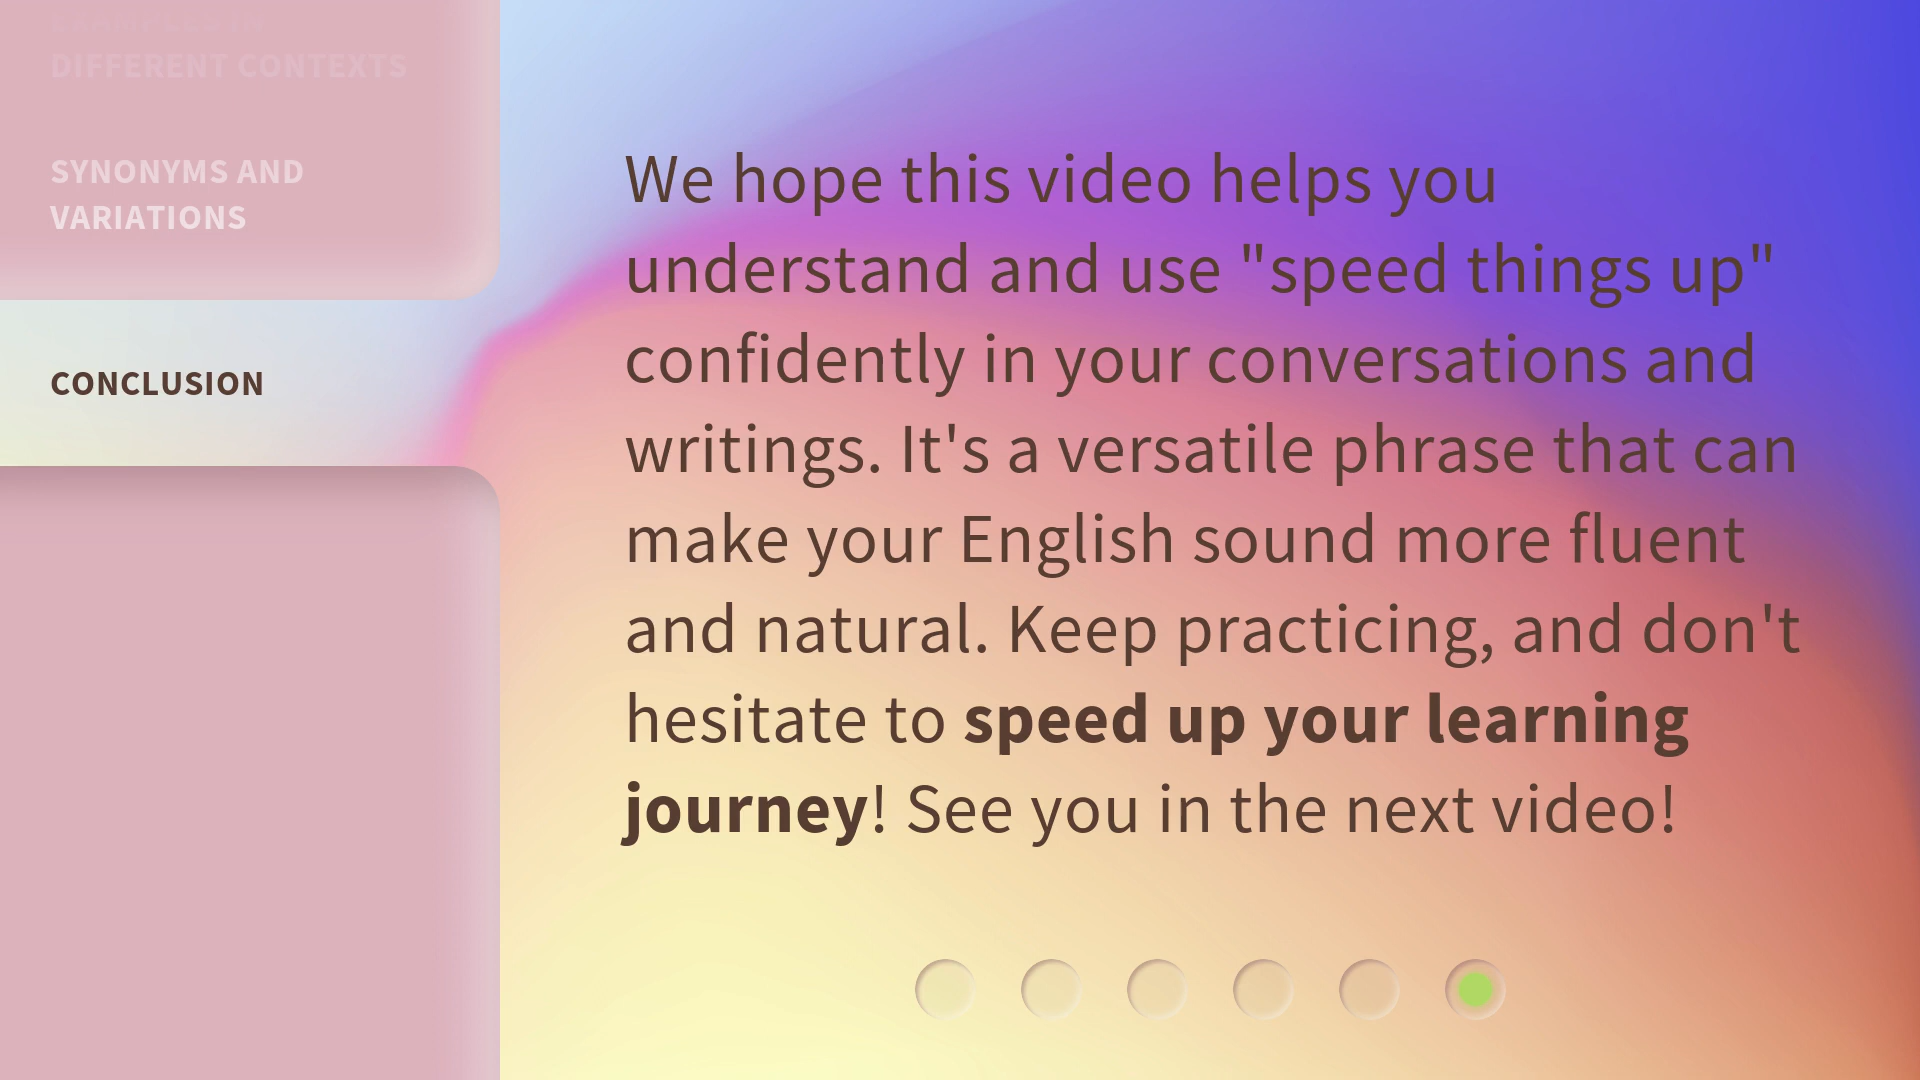 DIFFERENT CONTEXTS
SYNONYMS AND
VARIATIONS
CONCLUSION
We hope this video helps you
understand and use "speed things up"
confidently in your conversations and
writings. It's a versatile phrase that can
make your English sound more fluent
and natural. Keep practicing, and don't
hesitate to speed up your learning
journey! See you in the next video!